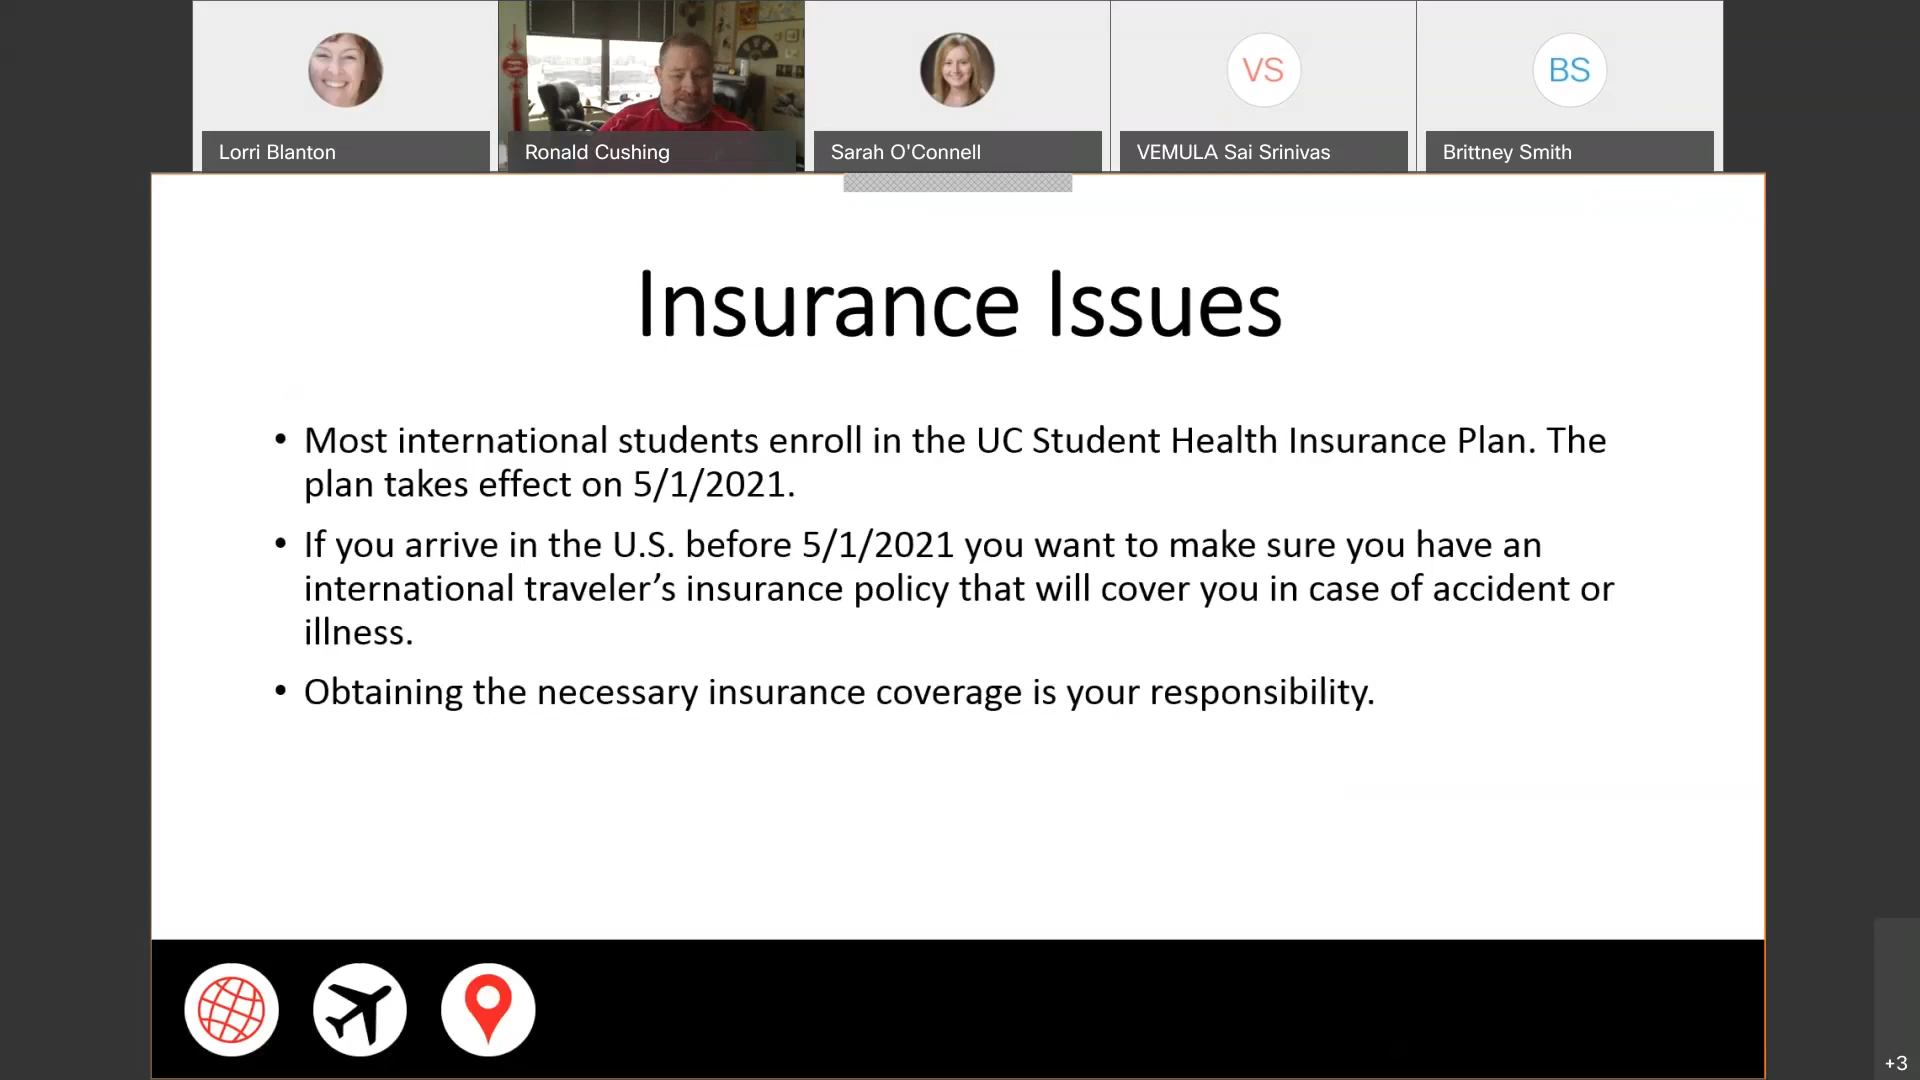 VS
BS
Lorri Blanton
Ronald Cushing
Sarah O'Connell
VEMULA Sai Srinivas
Brittney Smith
Insurance Issues
• Most international students enroll in the UC Student Health Insurance Plan. The
plan takes effect on 5/1/2021.
• If you arrive in the U.S. before 5/1/2021 you want to make sure you have an
international traveler’s insurance policy that will cover you in case of accident or
illness.
• Obtaining the necessary insurance coverage is your responsibility.
+3